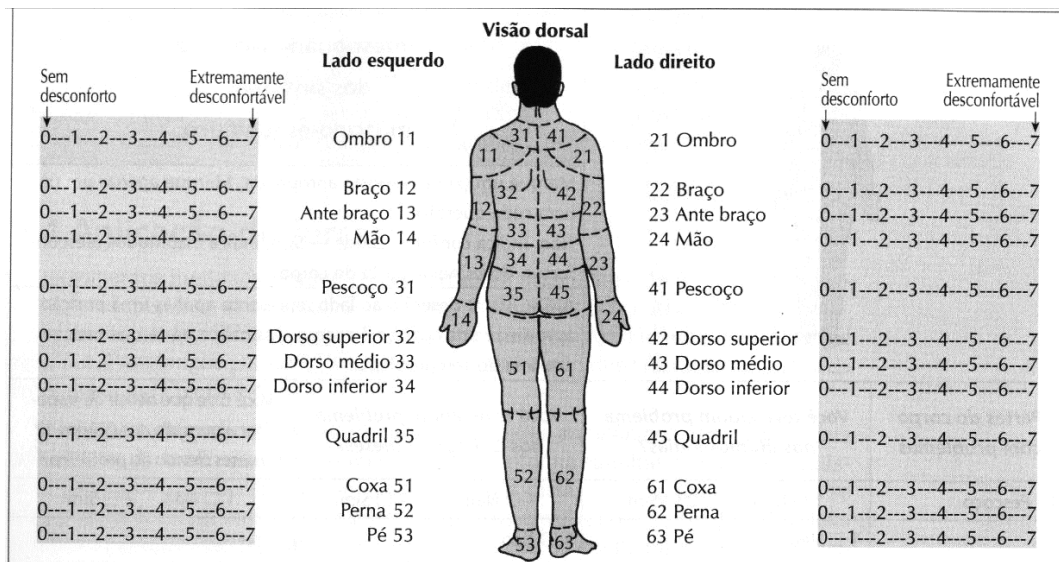 Visão dorsal
Lado esquerdo Lado direito
Sem desconforto Extremamente desconfortável Sem desconforto Extremamente desconfortável
0---1---2---3---4---5---6---7 Ombro 11 31 41 21 Ombro 0---1---2---3---4---5---6---7
11 21
0---1---2---3---4---5---6---7 Braço 12 32 42 22 Braço 0---1---2---3---4---5---6---7
0---1---2---3---4---5---6---7 Ante braço 13 12 22 23 Ante braço 0---1---2---3---4---5---6---7
0---1---2---3---4---5---6---7 Mão 14 33 43 24 Mão 0---1---2---3---4---5---6---7
13 34 44 23
0---1---2---3---4---5---6---7 Pescoço 31 35 45 41 Pescoço 0---1---2---3---4---5---6---7
14 24
0---1---2---3---4---5---6---7 Dorso superior 32 42 Dorso superior 0---1---2---3---4---5---6---7
0---1---2---3---4---5---6---7 Dorso médio 33 51 61 43 Dorso médio 0---1---2---3---4---5---6---7
0---1---2---3---4---5---6---7 Dorso inferior 34 44 Dorso inferior 0---1---2---3---4---5---6---7
0---1---2---3---4---5---6---7 Quadril 35 45 Quadril 0---1---2---3---4---5---6---7
0---1---2---3---4---5---6---7 Coxa 51 52 62 61 Coxa 0---1---2---3---4---5---6---7
0---1---2---3---4---5---6---7 Perna 52 62 Perna 0---1---2---3---4---5---6---7
0---1---2---3---4---5---6---7 Pé 53 53 63 63 Pé 0---1---2---3---4---5---6---7